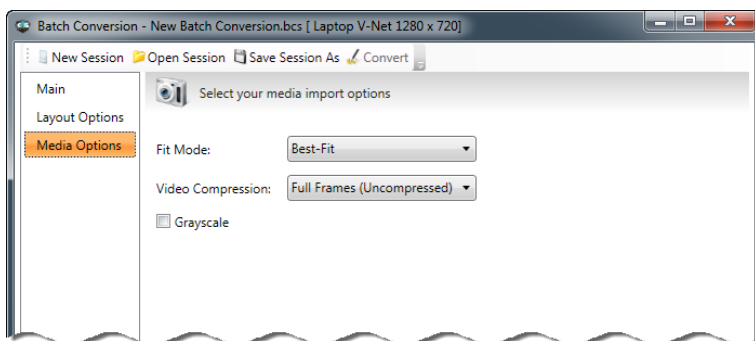 Batch Conversion - New Batch Conversion.bcs [ Laptop V-Net 1280 x 720]
New Session Open Session Save Session As Convert
Main
Select your media import options
Layout Options
Media Options
Fit Mode: Best-Fit
Video Compression: Full Frames (Uncompressed)
Grayscale